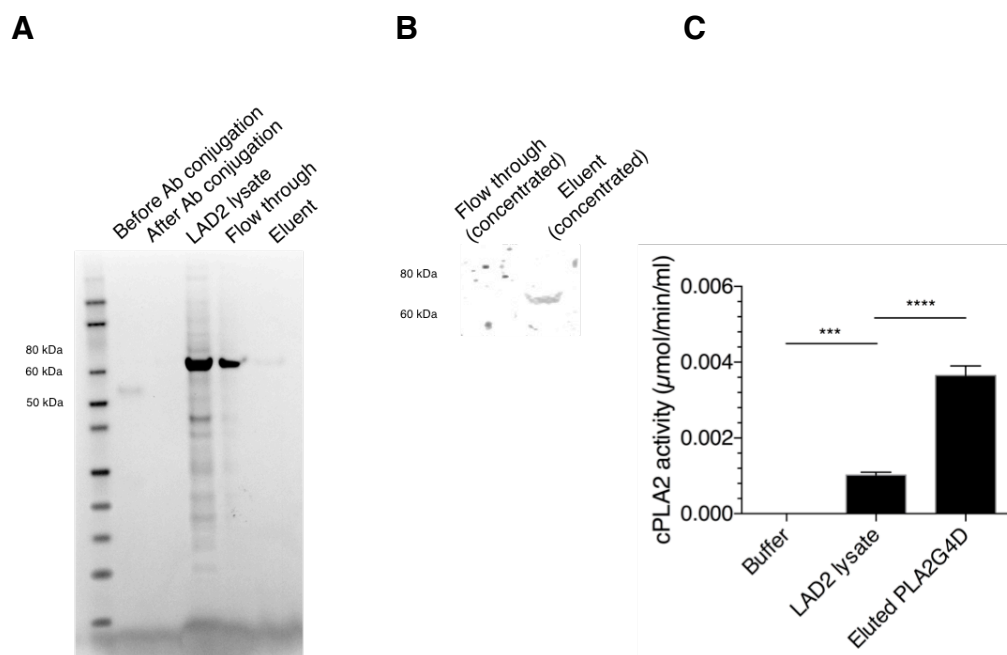 A
B
C
Before Ab conjugation
After Ab conjugation
LAD2 lysate
Flow through
Eluent
80 kDa
60 kDa
50 kDa
Flow through
(concentrated)
Eluent
(concentrated)
80 kDa
60 kDa
cPLA2 activity (µmol/min/ml)
0.006
0.004
0.002
0.000
***
****
Buffer
LAD2 lysate
Eluted PLA2G4D